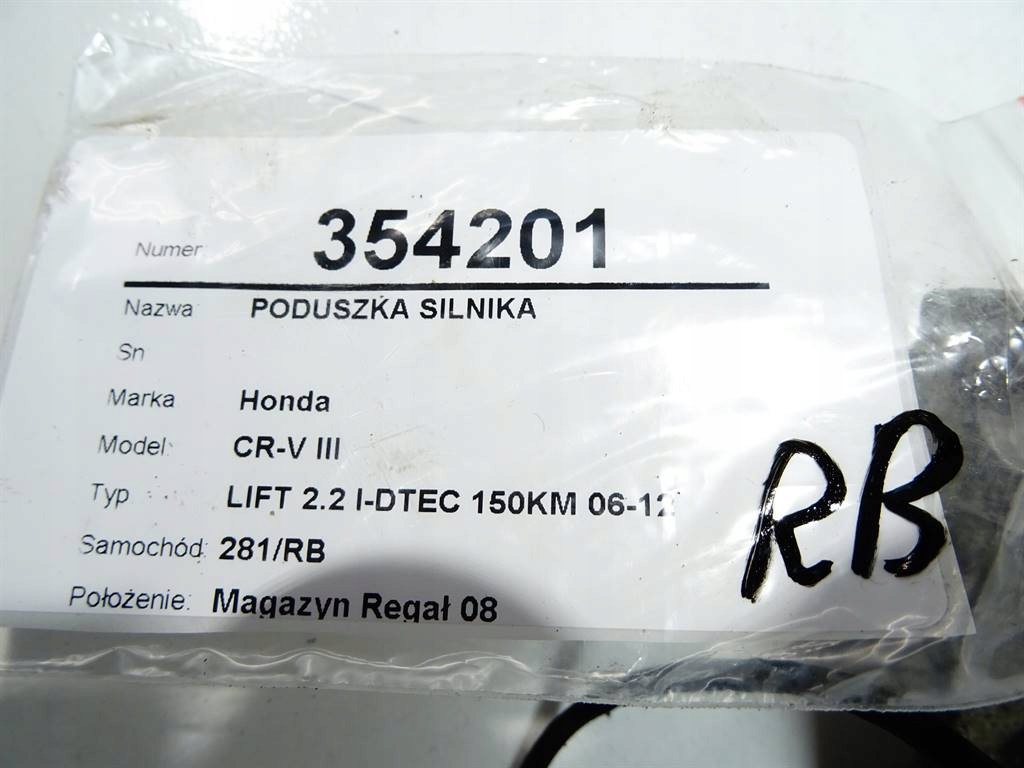 Numer: 354201
Nazwa: PODUSZKA SILNIKA
Sn
Marka Honda
Model: CR-V III
Typ LIFT 2.2 I-DTEC 150KM 06-12
Samochód: 281/RB
Położenie: Magazyn Regał 08
RB